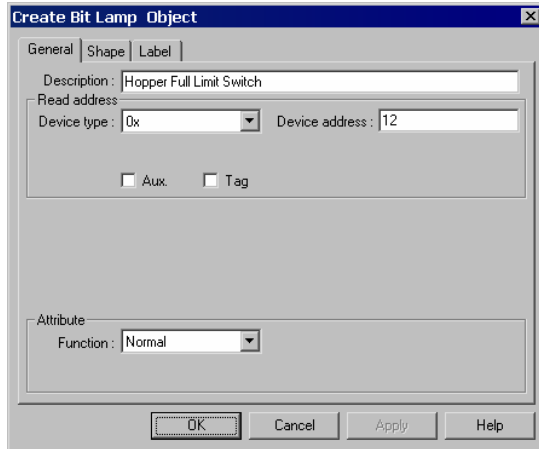 Create Bit Lamp Object
General Shape Label
Description : Hopper Full Limit Switch
Read address
Device type : 0x Device address : 12
Aux. Tag
Attribute
Function : Normal
OK Cancel Apply Help